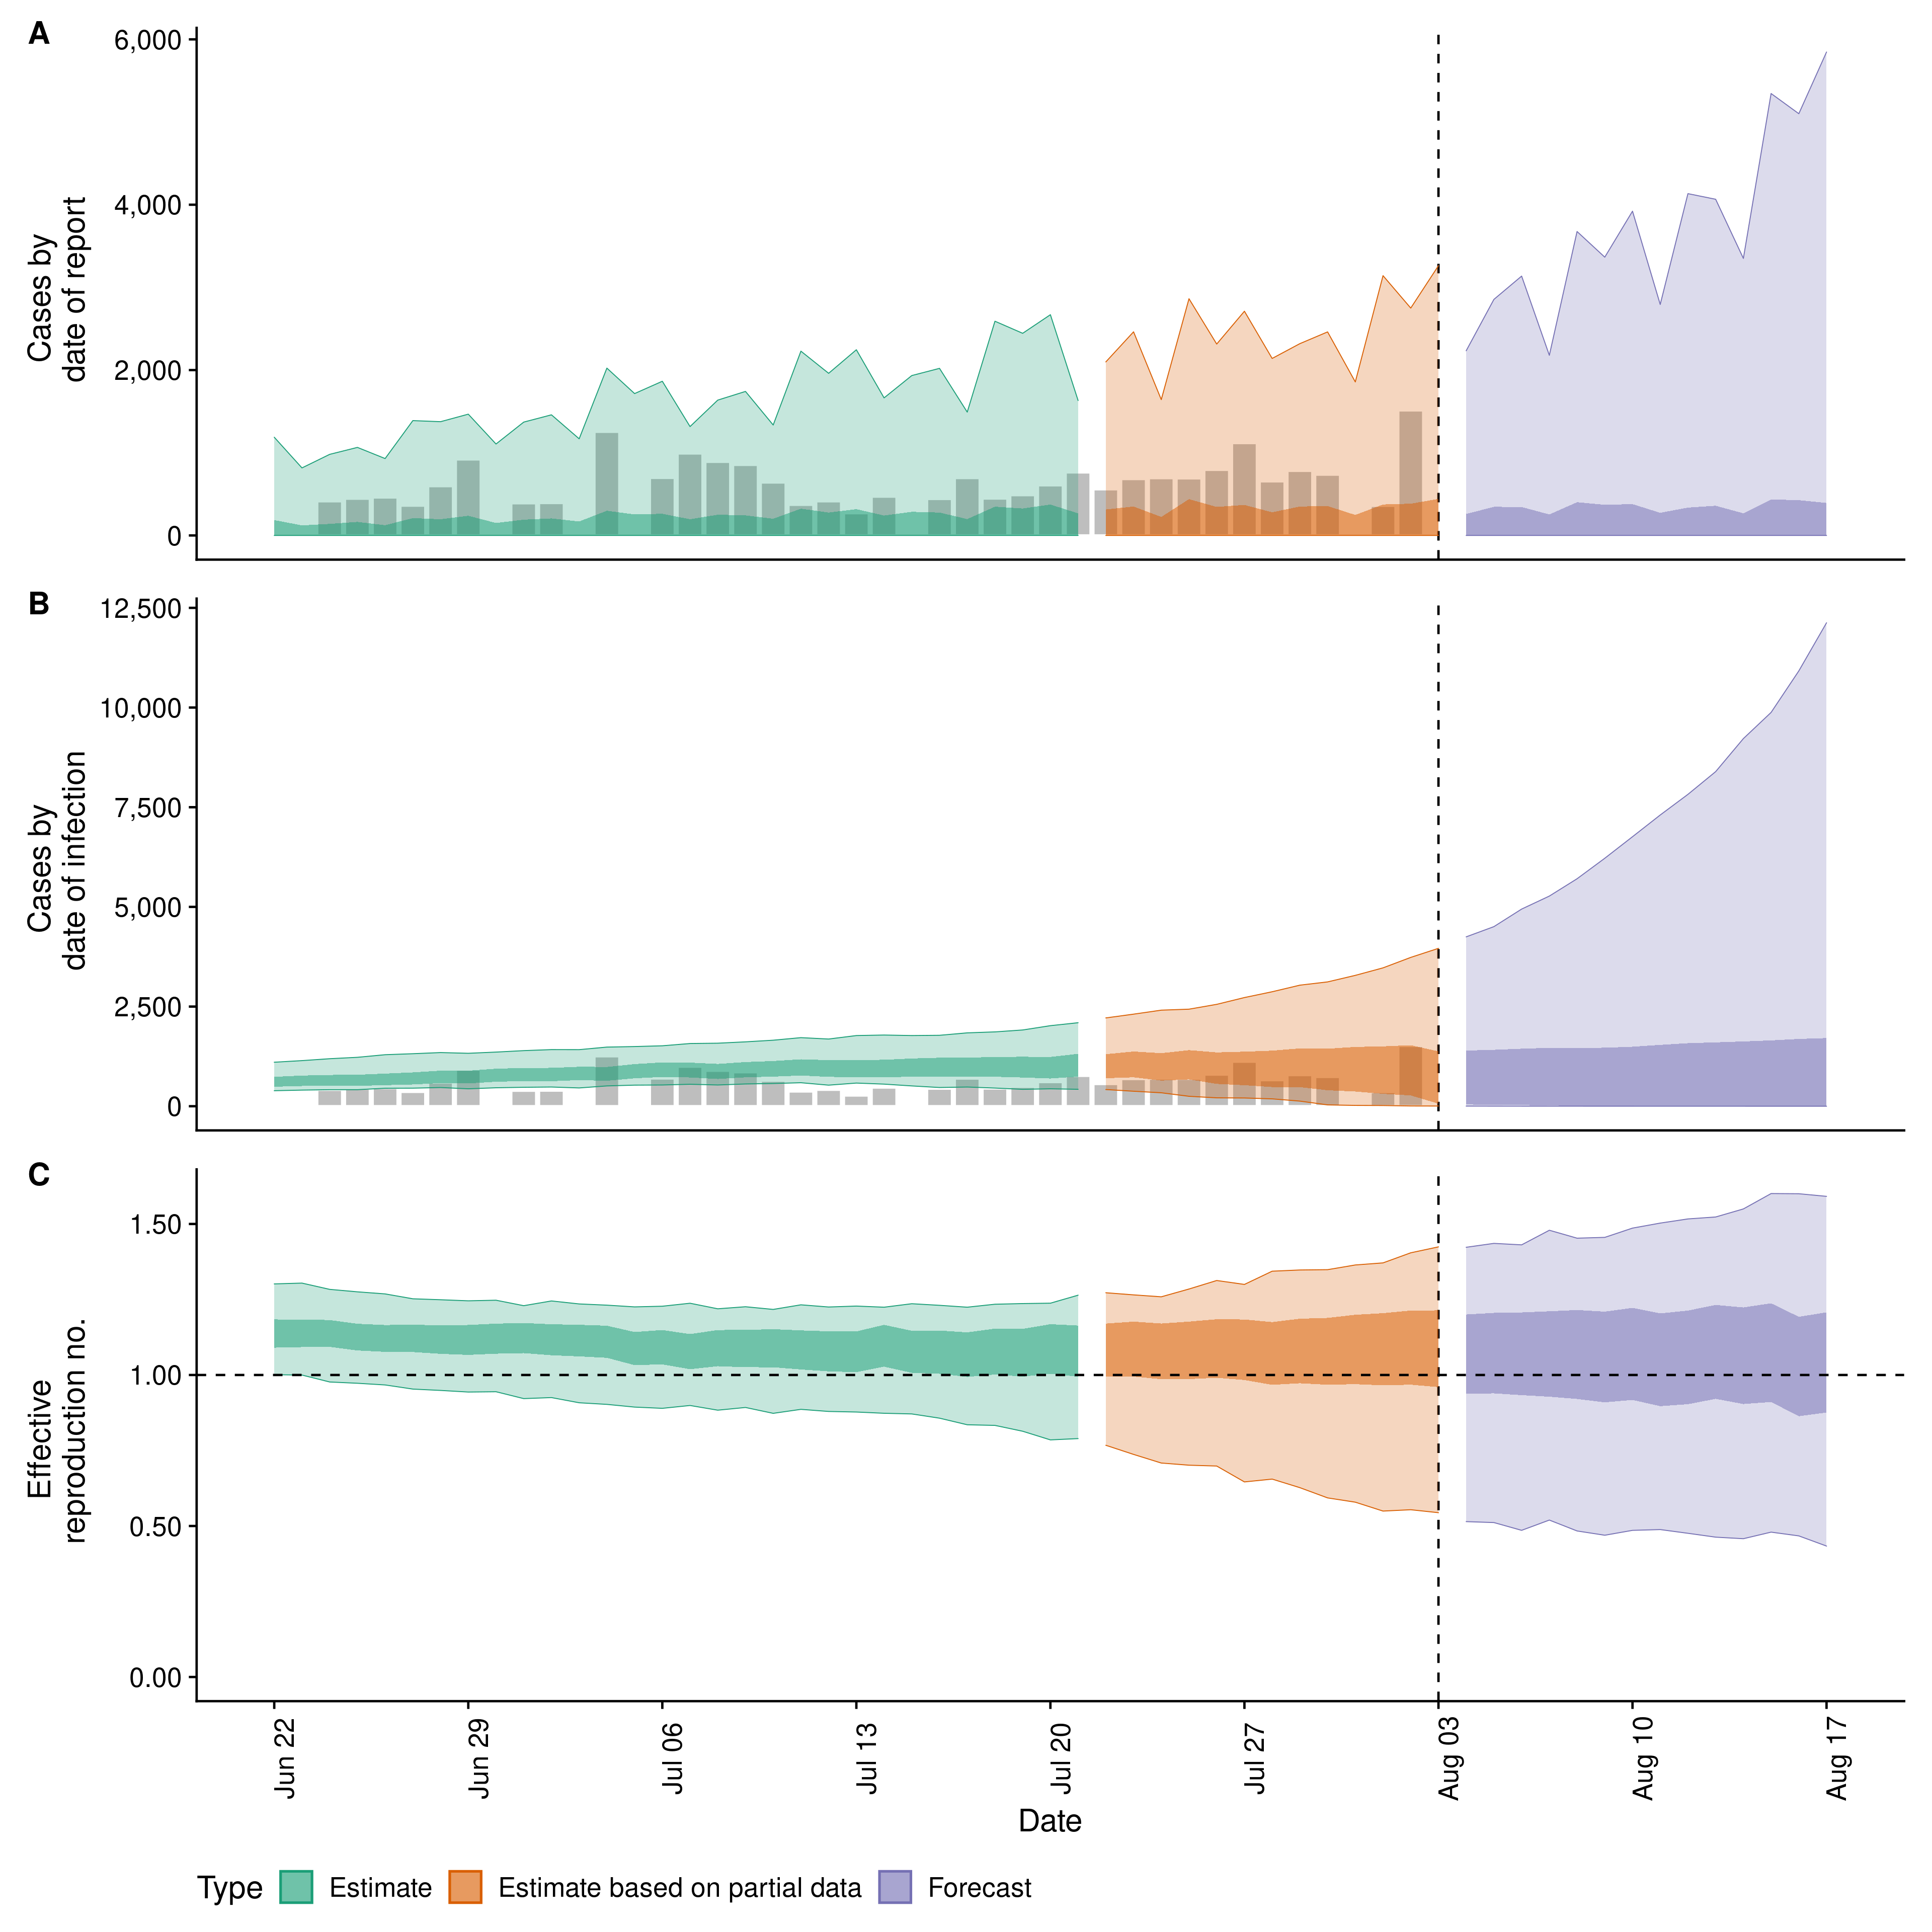 A
6,000
4,000
2,000
0
Cases by
date of report
B
12,500
10,000
7,500
5,000
2,500
0
Cases by
date of infection
C
1.50
1.00
0.50
0.00
Effective
reproduction no.
Jun 22
Jun 29
Jul 06
Jul 13
Jul 20
Jul 27
Aug 03
Aug 10
Aug 17
Date
Type Estimate Estimate based on partial data Forecast